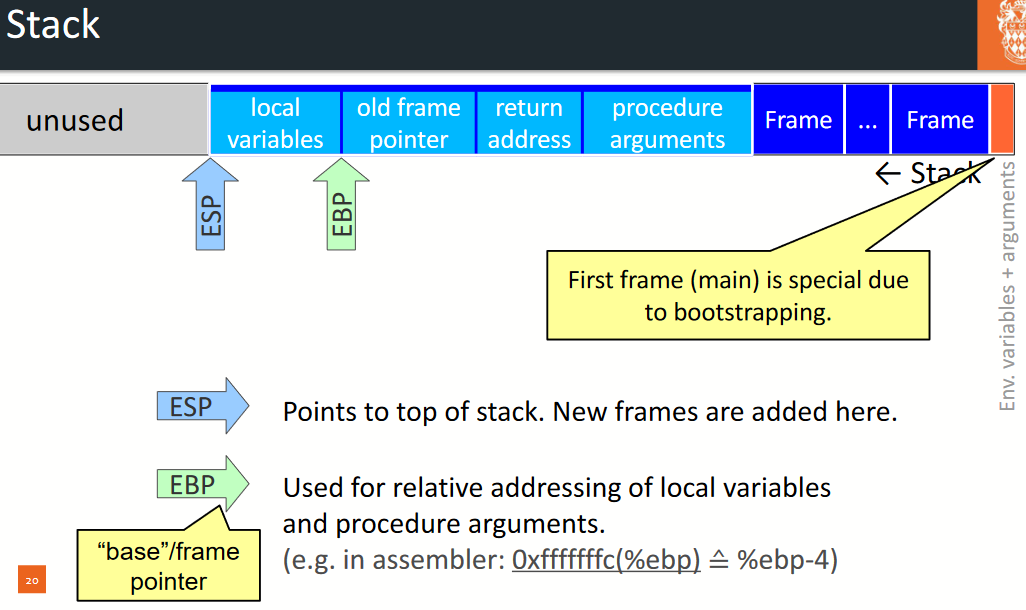 Stack
unused
local
variables
old frame
pointer
return
address
procedure
arguments
Frame
...
Frame
← Stack
ESP
EBP
Env. variables + arguments
First frame (main) is special due
to bootstrapping.
ESP
Points to top of stack. New frames are added here.
EBP
Used for relative addressing of local variables
and procedure arguments.
(e.g. in assembler: 0xfffffffc(%ebp) ≙ %ebp-4)
“base”/frame
pointer
20